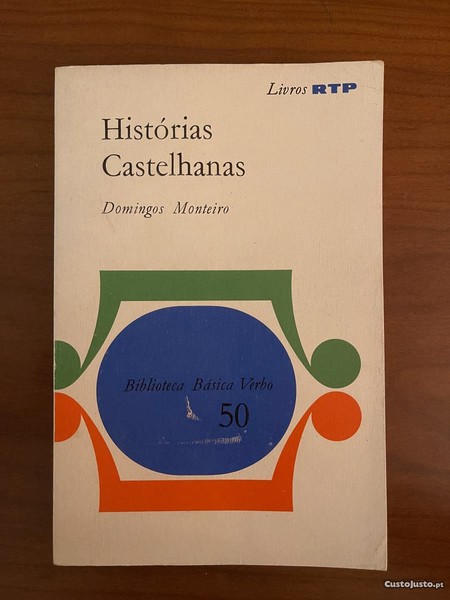 Livros RTP
Histórias
Castelhanas
Domingos Monteiro
Biblioteca Básica Verbo
50
CustoJusto.pt